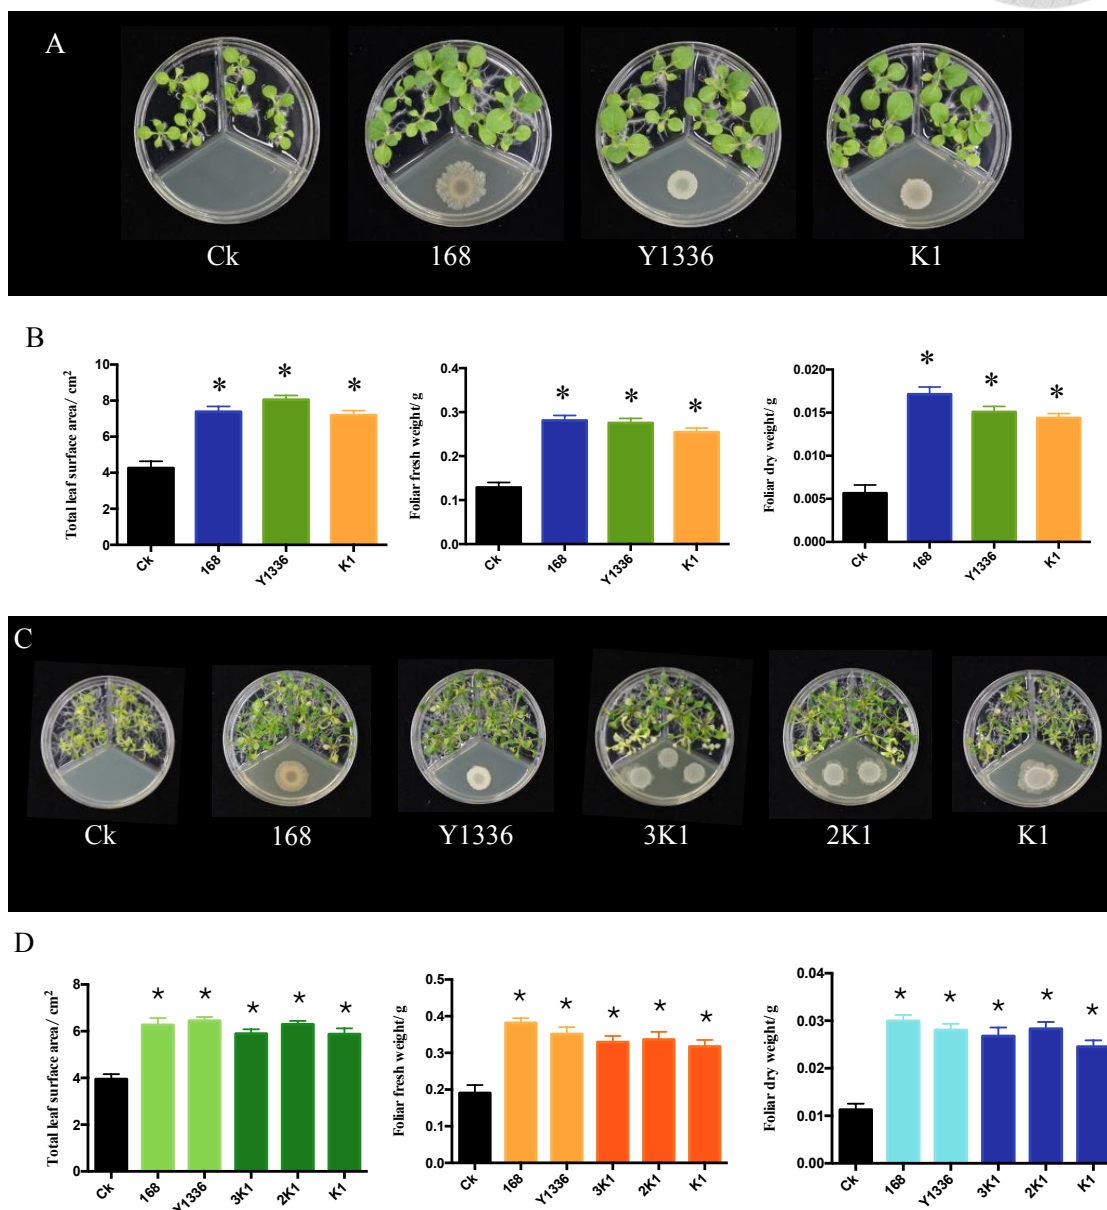 A
Ck 168 Y1336 K1
B
Total leaf surface area/ cm²
10
8
6
4
2
0
Ck 168 Y1336 K1
* * *
Foliar fresh weight/ g
0.4
0.3
0.2
0.1
0.0
Ck 168 Y1336 K1
* * *
Foliar dry weight/ g
0.020
0.015
0.010
0.005
0.000
Ck 168 Y1336 K1
* * *
C
Ck 168 Y1336 3K1 2K1 K1
D
Total leaf surface area/ cm²
8
6
4
2
0
Ck 168 Y1336 3K1 2K1 K1
* * * * *
Foliar fresh weight/ g
0.5
0.4
0.3
0.2
0.1
0.0
Ck 168 Y1336 3K1 2K1 K1
* * * * *
Foliar dry weight/ g
0.04
0.03
0.02
0.01
0.00
Ck 168 Y1336 3K1 2K1 K1
* * * * *